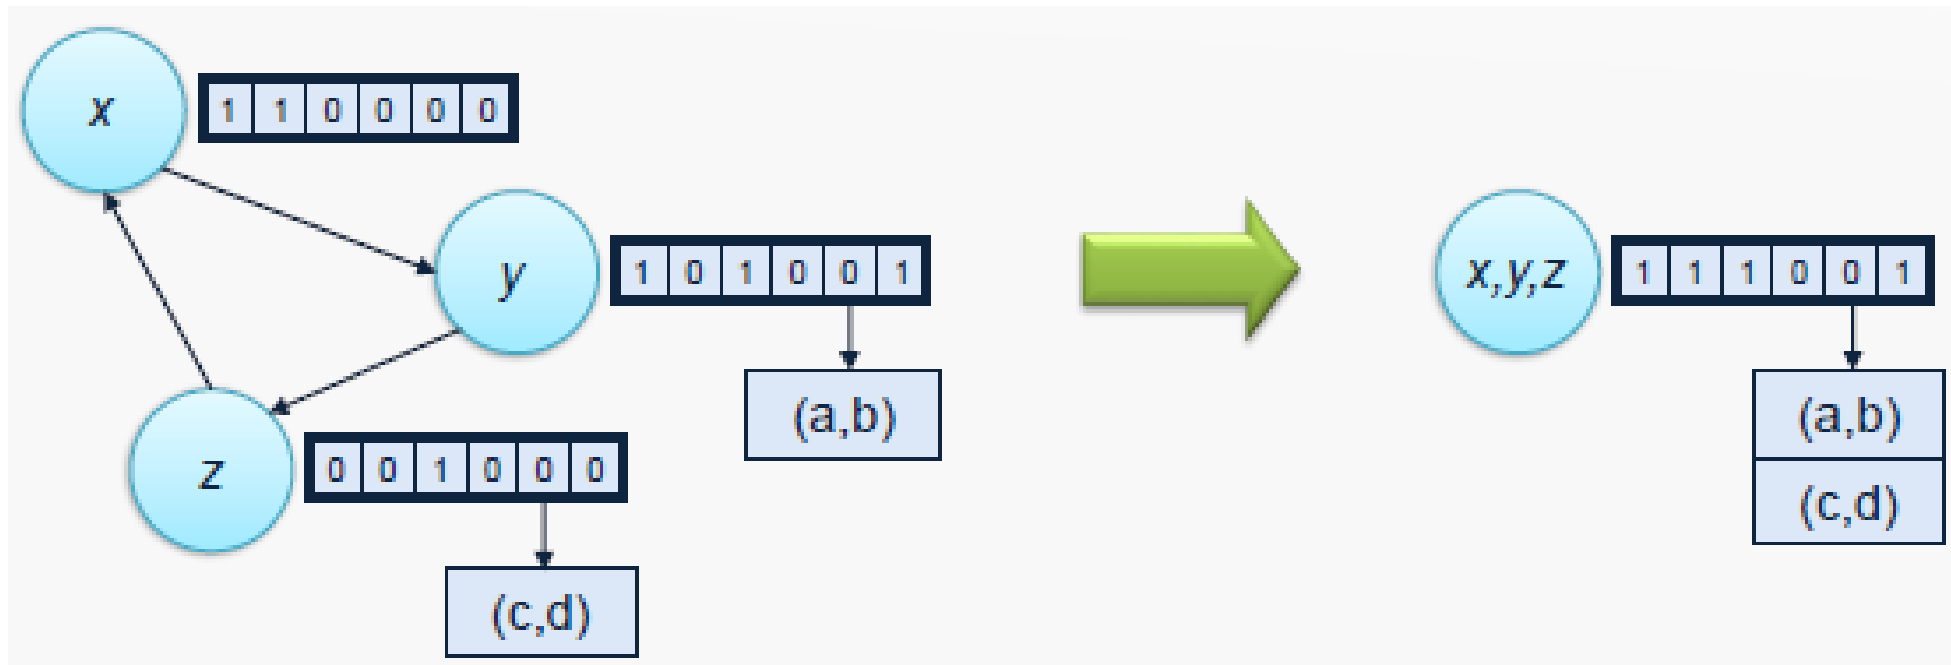 x
1 1 0 0 0 0
y
1 0 1 0 0 1
(a,b)
z
0 0 1 0 0 0
(c,d)
x,y,z
1 1 1 0 0 1
(a,b)
(c,d)